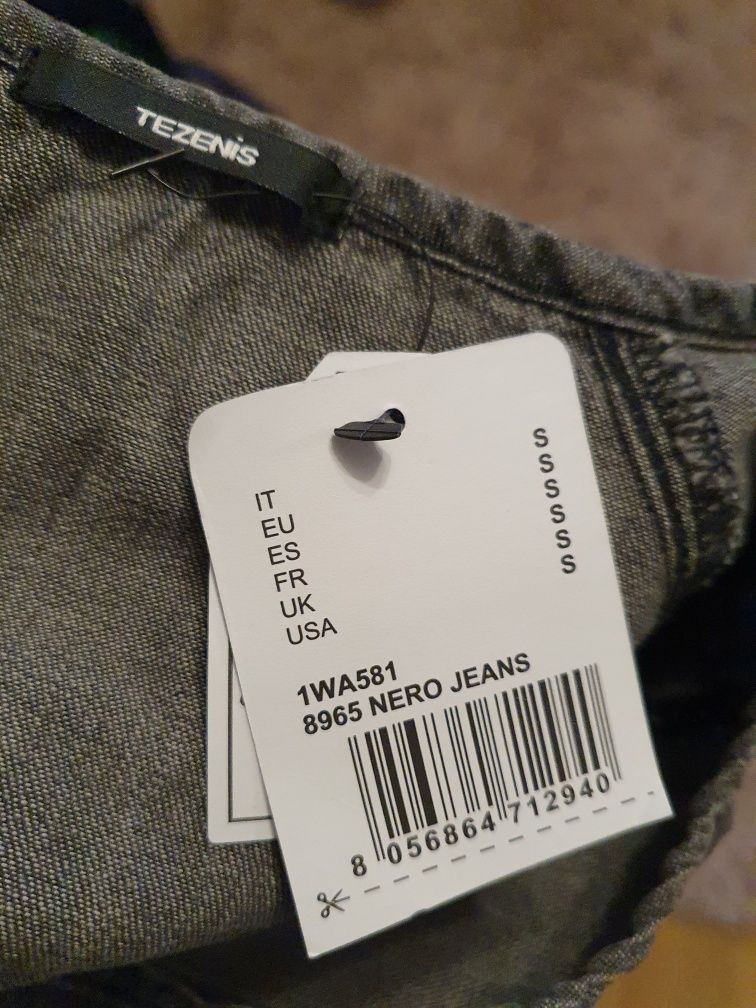 TEZENIS
IT S
EU S
ES S
FR S
UK S
USA S
1WA581
8965 NERO JEANS
8 056864 712940